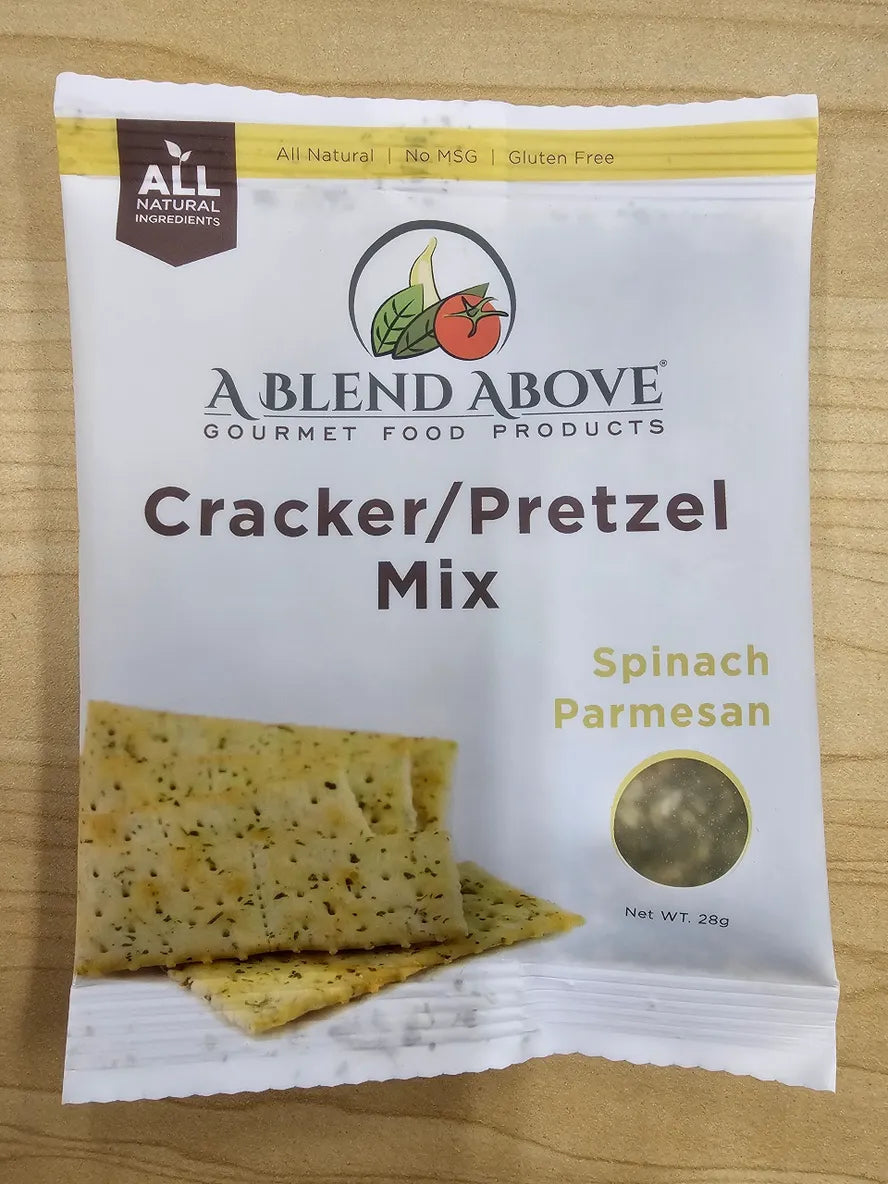 All Natural | No MSG | Gluten Free
ALL
NATURAL
INGREDIENTS
A BLEND ABOVE®
GOURMET FOOD PRODUCTS
Cracker/Pretzel
Mix
Spinach
Parmesan
Net WT. 28g